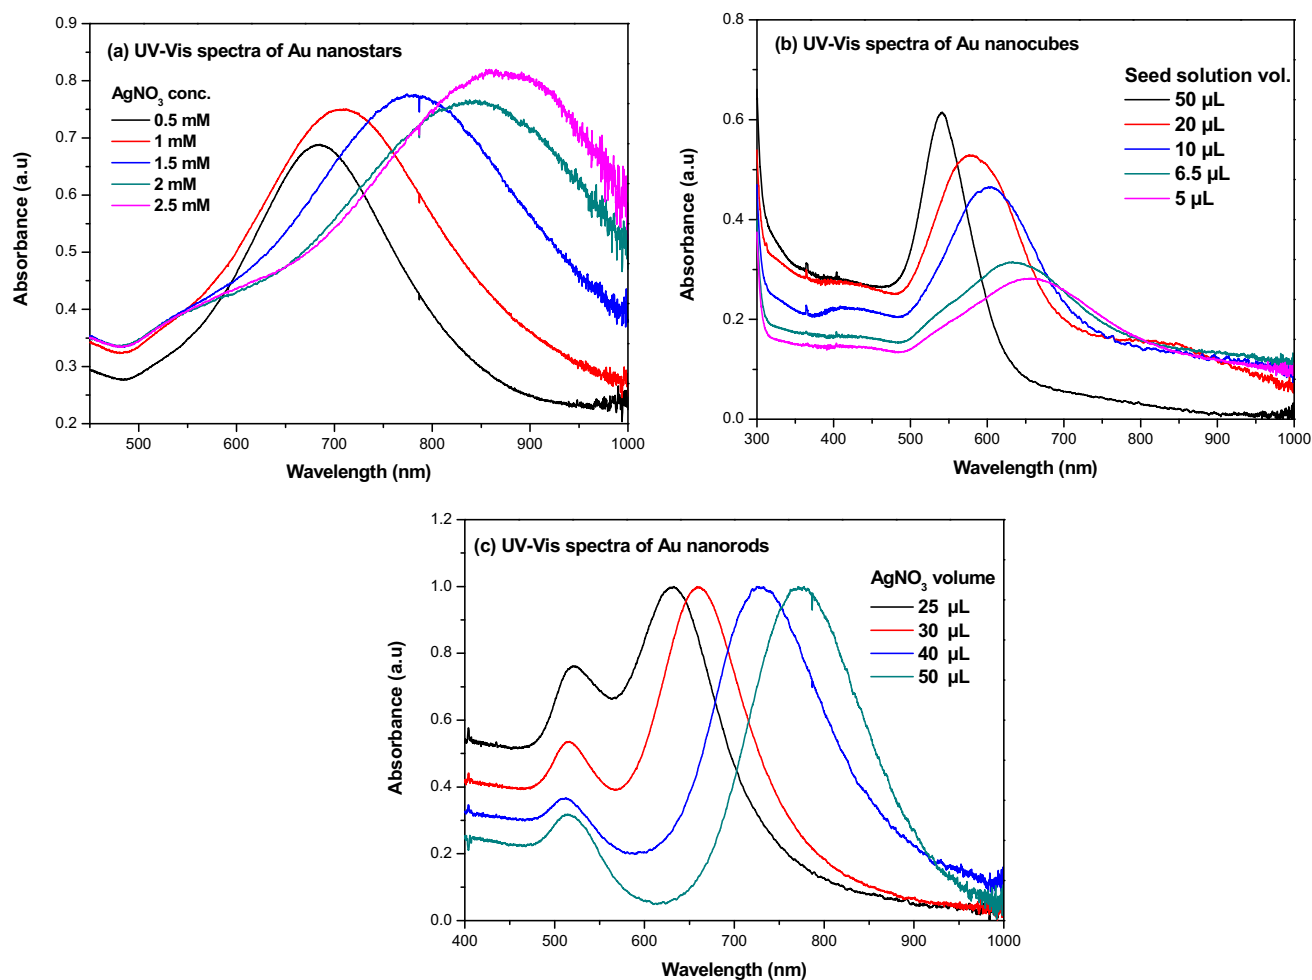 (a) UV-Vis spectra of Au nanostars
AgNO3 conc.
0.5 mM
1 mM
1.5 mM
2 mM
2.5 mM
Absorbance (a.u)
0.9
0.8
0.7
0.6
0.5
0.4
0.3
0.2
500 600 700 800 900 1000
Wavelength (nm)
(b) UV-Vis spectra of Au nanocubes
Seed solution vol.
50 µL
20 µL
10 µL
6.5 µL
5 µL
Absorbance (a.u)
0.8
0.6
0.4
0.2
0.0
300 400 500 600 700 800 900 1000
Wavelength (nm)
(c) UV-Vis spectra of Au nanorods
AgNO3 volume
25 µL
30 µL
40 µL
50 µL
Absorbance (a.u)
1.2
1.0
0.8
0.6
0.4
0.2
0.0
400 500 600 700 800 900 1000
Wavelength (nm)